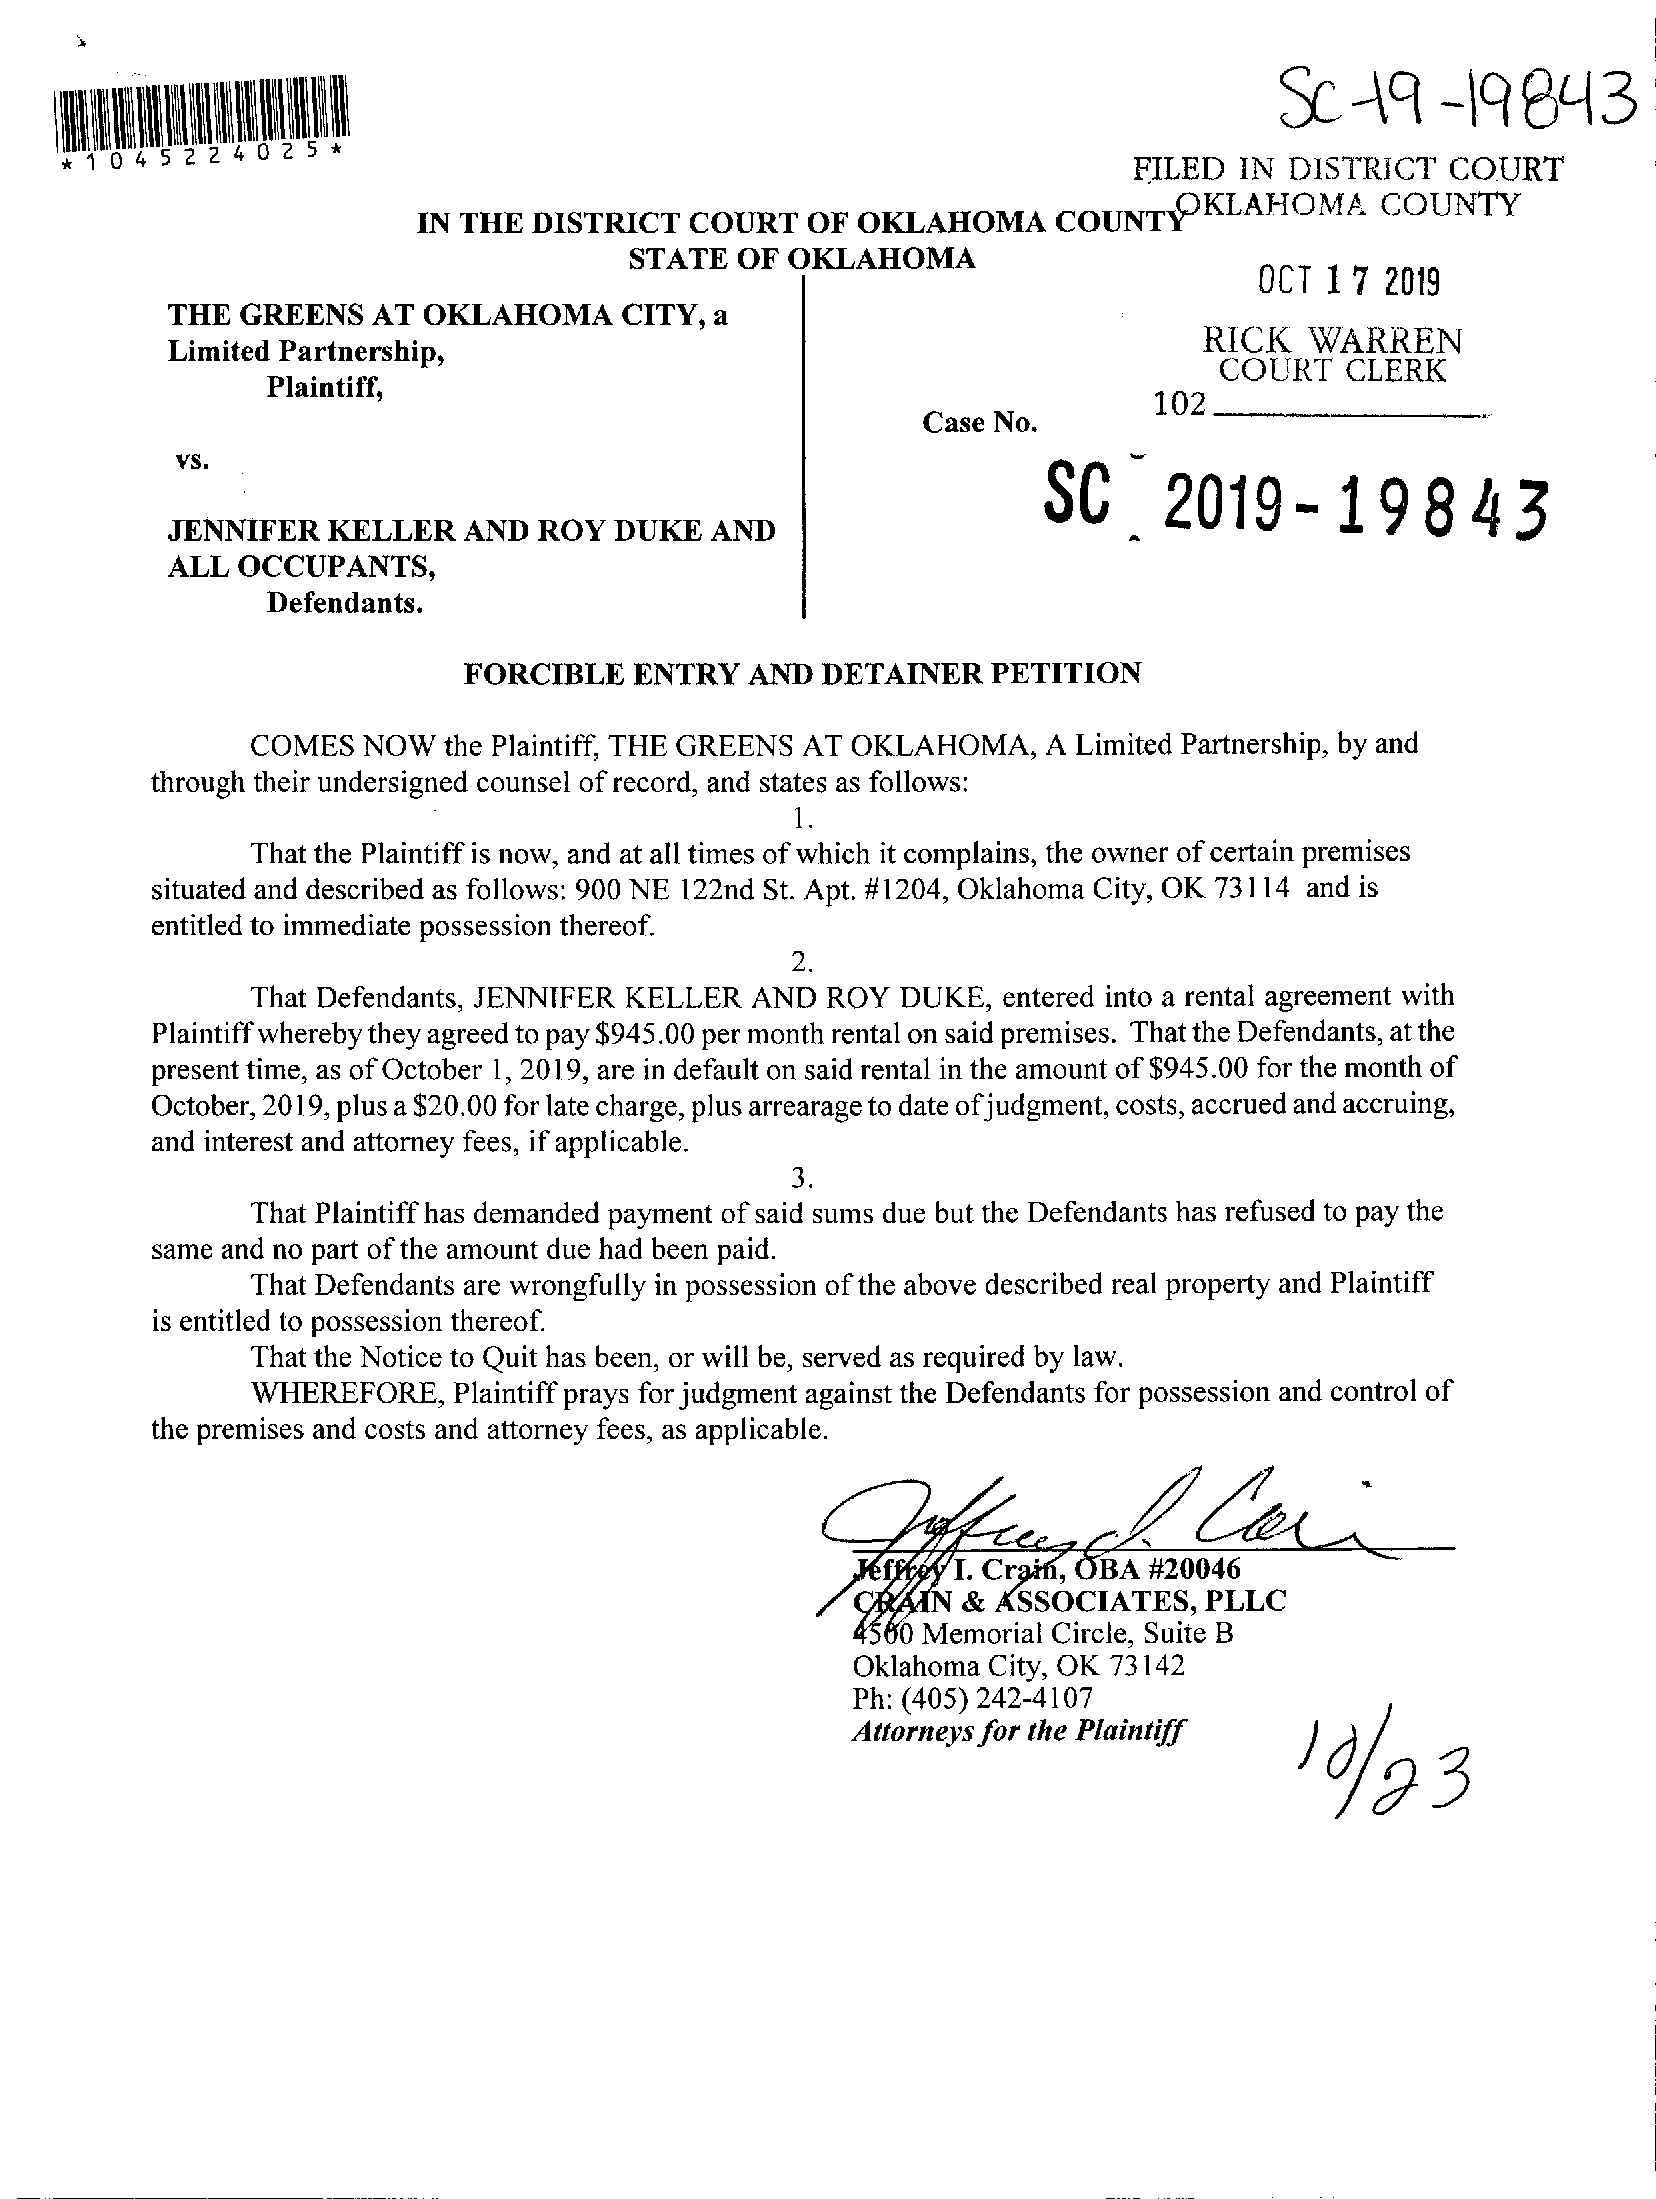 SC-19-19843
*1045224025*
FILED IN DISTRICT COURT
OKLAHOMA COUNTY
IN THE DISTRICT COURT OF OKLAHOMA COUNTY
STATE OF OKLAHOMA
OCT 17 2019
THE GREENS AT OKLAHOMA CITY, a
Limited Partnership,
Plaintiff,
RICK WARREN
COURT CLERK
102
Case No.
vs.
SC - 2019-19843
JENNIFER KELLER AND ROY DUKE AND
ALL OCCUPANTS,
Defendants.
FORCIBLE ENTRY AND DETAINER PETITION
COMES NOW the Plaintiff, THE GREENS AT OKLAHOMA, A Limited Partnership, by and
through their undersigned counsel of record, and states as follows:
1.
That the Plaintiff is now, and at all times of which it complains, the owner of certain premises
situated and described as follows: 900 NE 122nd St. Apt. #1204, Oklahoma City, OK 73114 and is
entitled to immediate possession thereof.
2.
That Defendants, JENNIFER KELLER AND ROY DUKE, entered into a rental agreement with
Plaintiff whereby they agreed to pay $945.00 per month rental on said premises. That the Defendants, at the
present time, as of October 1, 2019, are in default on said rental in the amount of $945.00 for the month of
October, 2019, plus a $20.00 for late charge, plus arrearage to date of judgment, costs, accrued and accruing,
and interest and attorney fees, if applicable.
3.
That Plaintiff has demanded payment of said sums due but the Defendants has refused to pay the
same and no part of the amount due had been paid.
That Defendants are wrongfully in possession of the above described real property and Plaintiff
is entitled to possession thereof.
That the Notice to Quit has been, or will be, served as required by law.
WHEREFORE, Plaintiff prays for judgment against the Defendants for possession and control of
the premises and costs and attorney fees, as applicable.
Jeffrey I. Crain, OBA #20046
CRAIN & ASSOCIATES, PLLC
4500 Memorial Circle, Suite B
Oklahoma City, OK 73142
Ph: (405) 242-4107
Attorneys for the Plaintiff
10/23